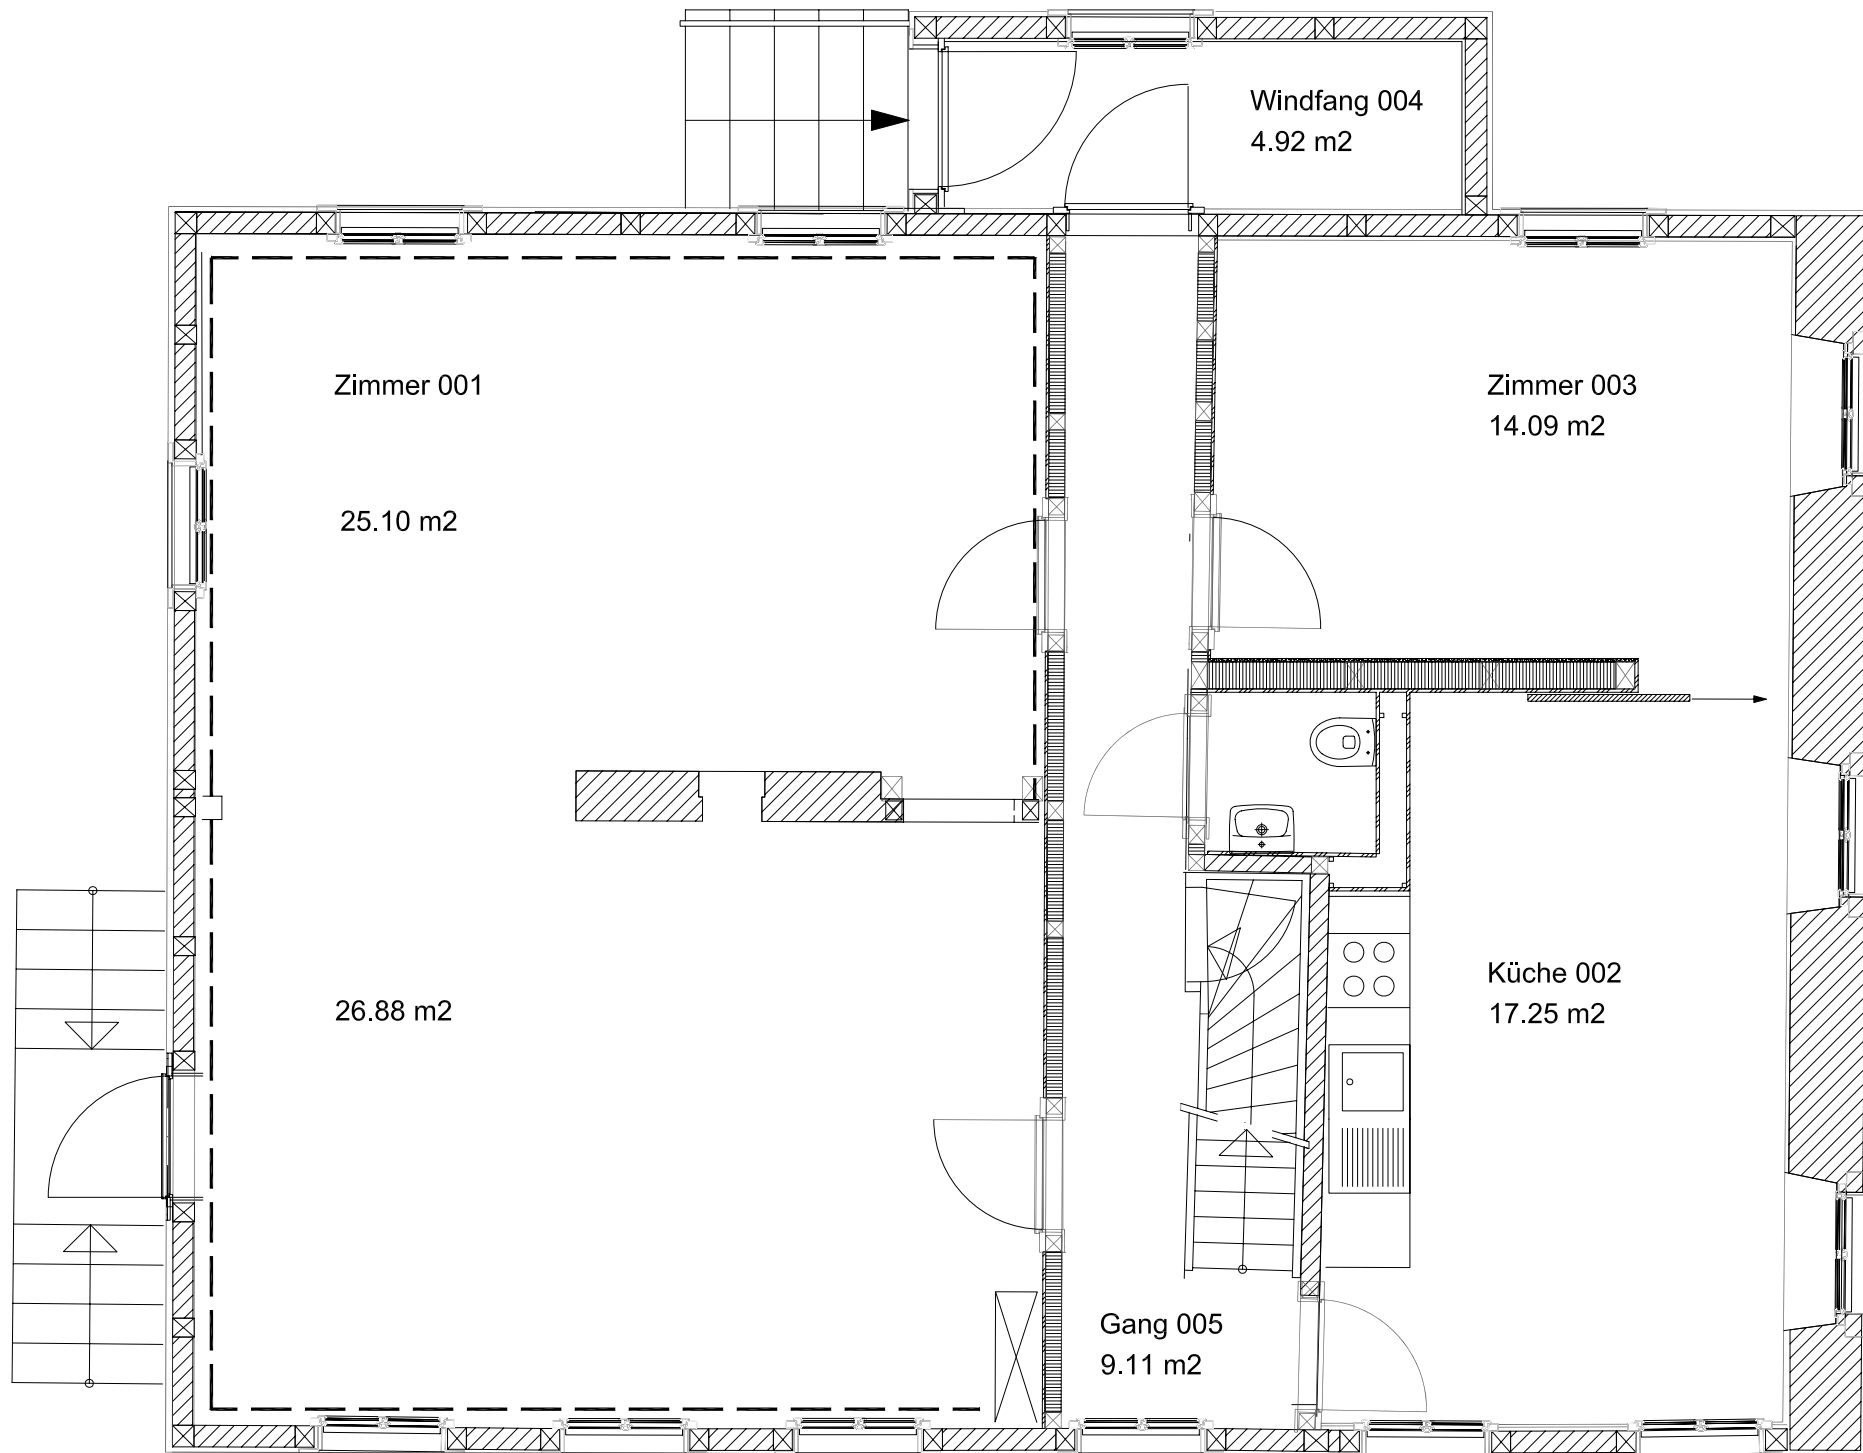 Windfang 004
4.92 m2
Zimmer 001
25.10 m2
Zimmer 003
14.09 m2
26.88 m2
Küche 002
17.25 m2
Gang 005
9.11 m2